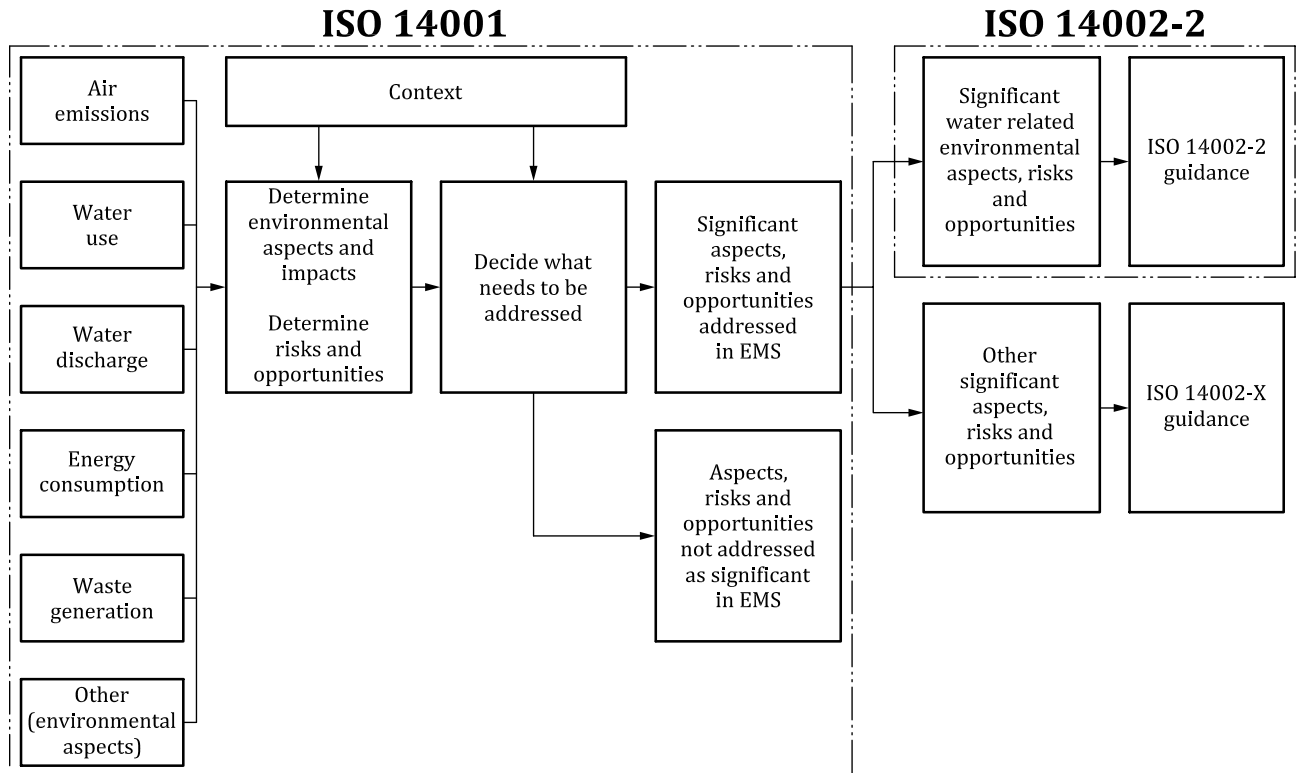 ISO 14001
ISO 14002-2
Air
emissions
Water
use
Water
discharge
Energy
consumption
Waste
generation
Other
(environmental
aspects)
Context
Determine
environmental
aspects and
impacts
Determine
risks and
opportunities
Decide what
needs to be
addressed
Significant
aspects,
risks and
opportunities
addressed
in EMS
Aspects,
risks and
opportunities
not addressed
as significant
in EMS
Significant
water related
environmental
aspects, risks
and
opportunities
ISO 14002-2
guidance
Other
significant
aspects,
risks and
opportunities
ISO 14002-X
guidance